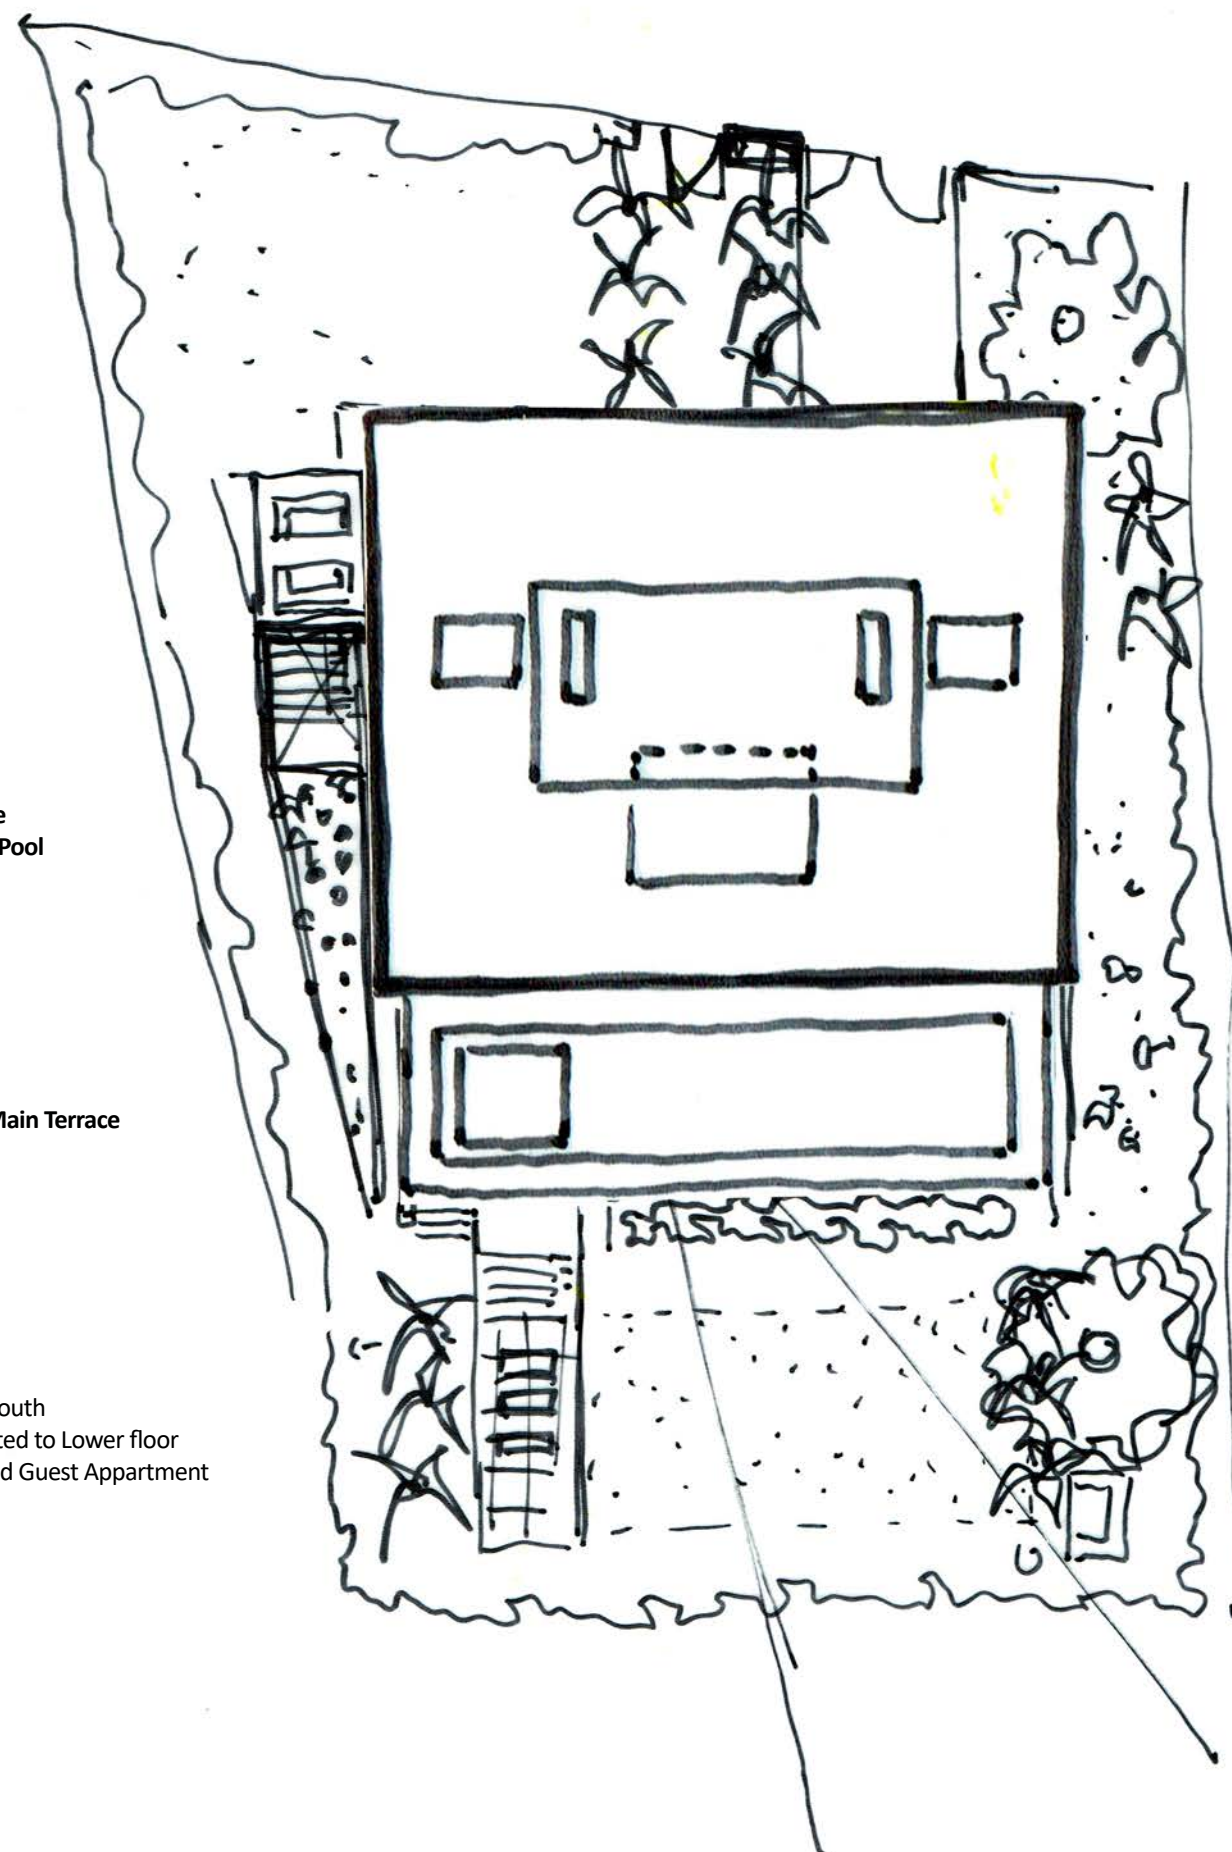 e
Pool
Main Terrace
outh
ted to Lower floor
d Guest Appartment